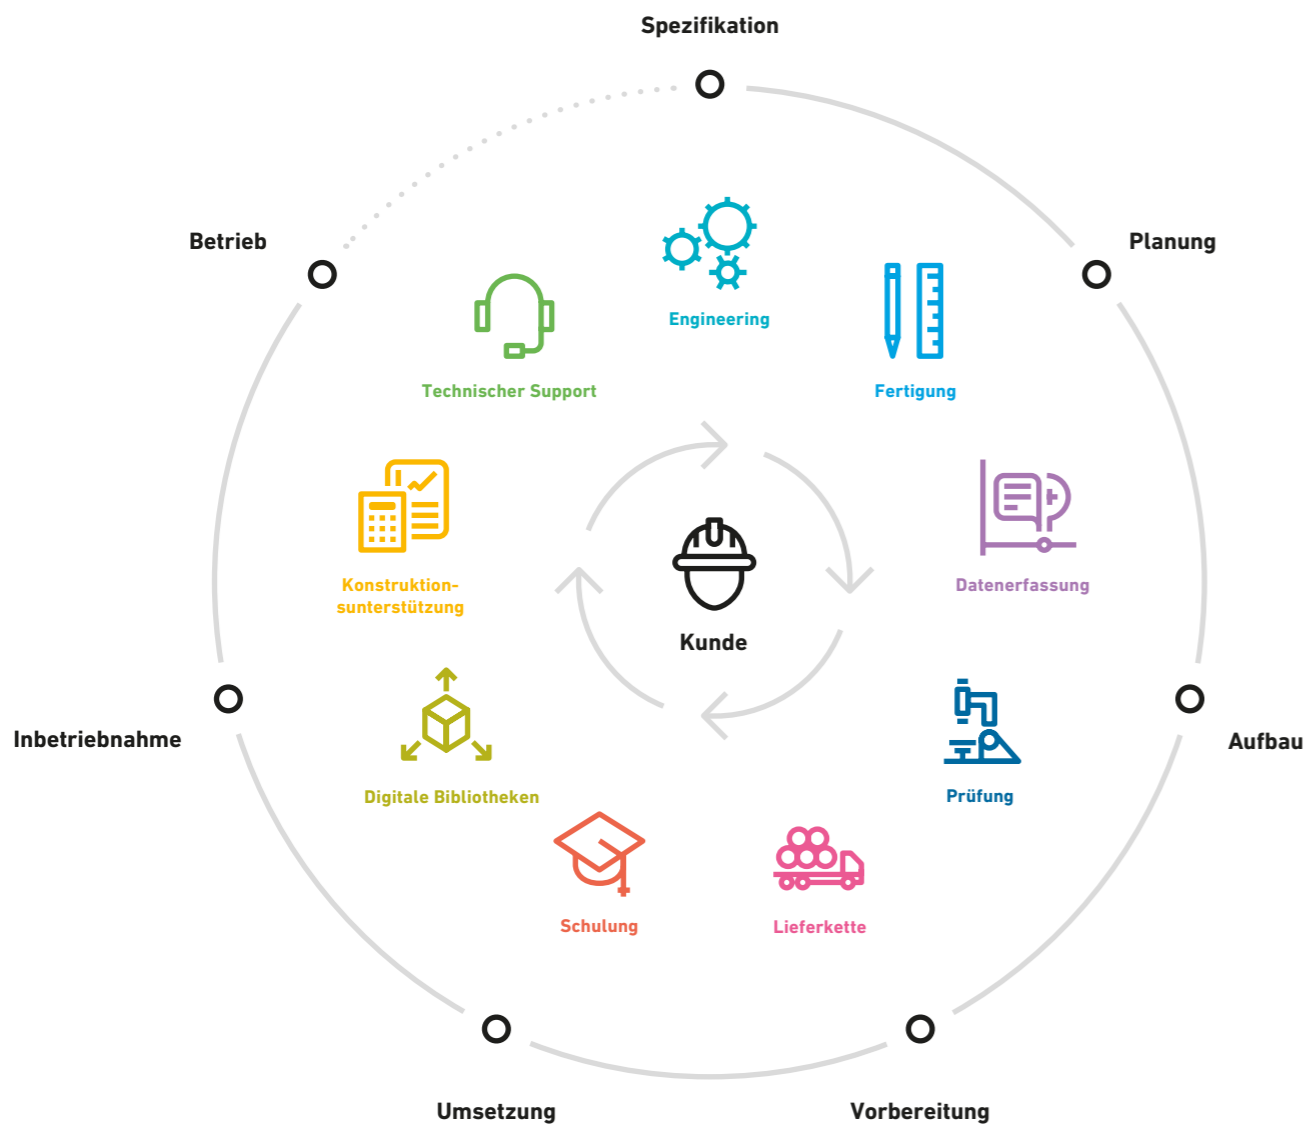 Spezifikation
Betrieb
Planung
Engineering
Technischer Support
Fertigung
Konstruktion-
sunterstützung
Datenerfassung
Kunde
Inbetriebnahme
Aufbau
Digitale Bibliotheken
Prüfung
Schulung
Lieferkette
Umsetzung
Vorbereitung